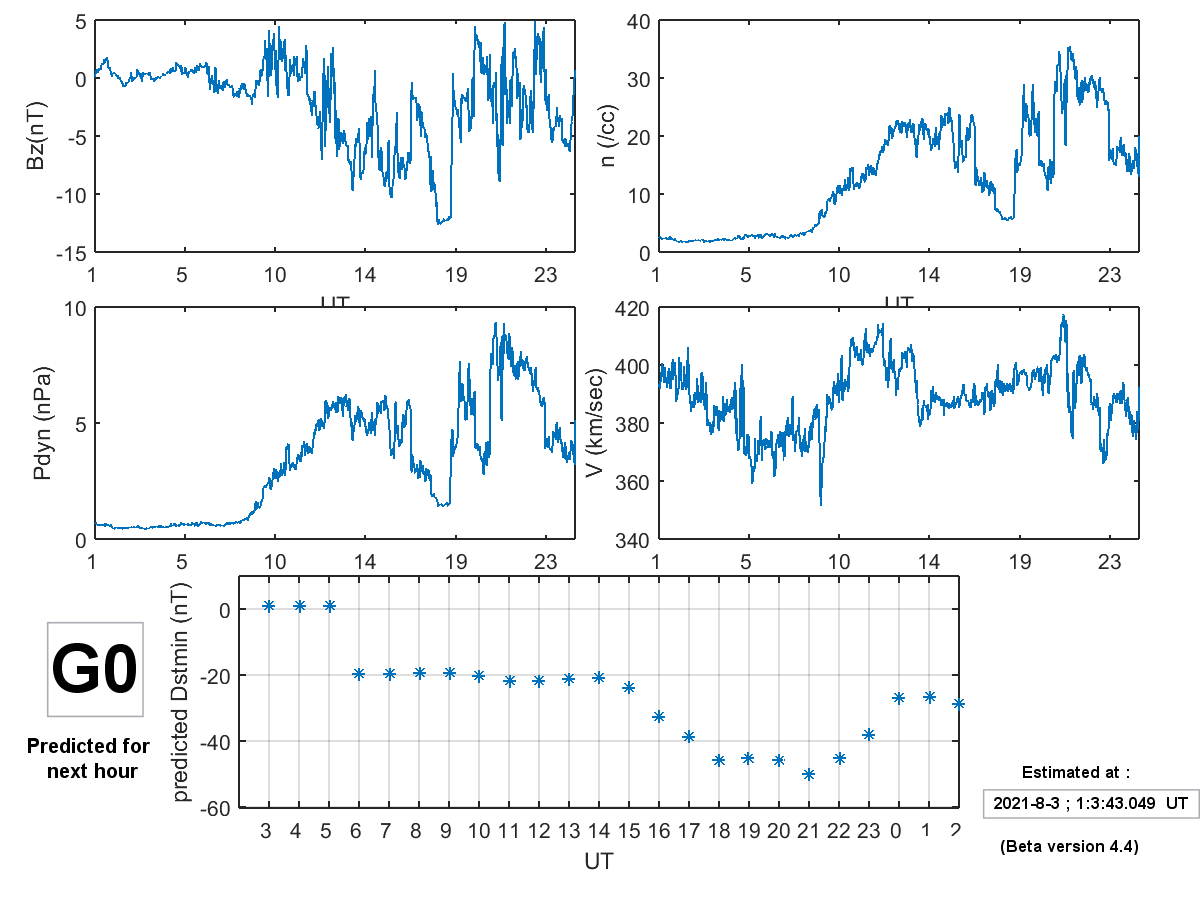 5
0
-5
-10
-15
Bz(nT)
1 5 10 14 19 23
UT
40
30
20
10
0
n (/cc)
1 5 10 14 19 23
UT
10
5
0
Pdyn (nPa)
1 5 10 14 19 23
420
400
380
360
340
V (km/sec)
1 5 10 14 19 23
0
-20
-40
-60
predicted Dstmin (nT)
3 4 5 6 7 8 9 10 11 12 13 14 15 16 17 18 19 20 21 22 23 0 1 2
UT
G0
Predicted for
next hour
Estimated at :
2021-8-3 ; 1:3:43.049 UT
(Beta version 4.4)